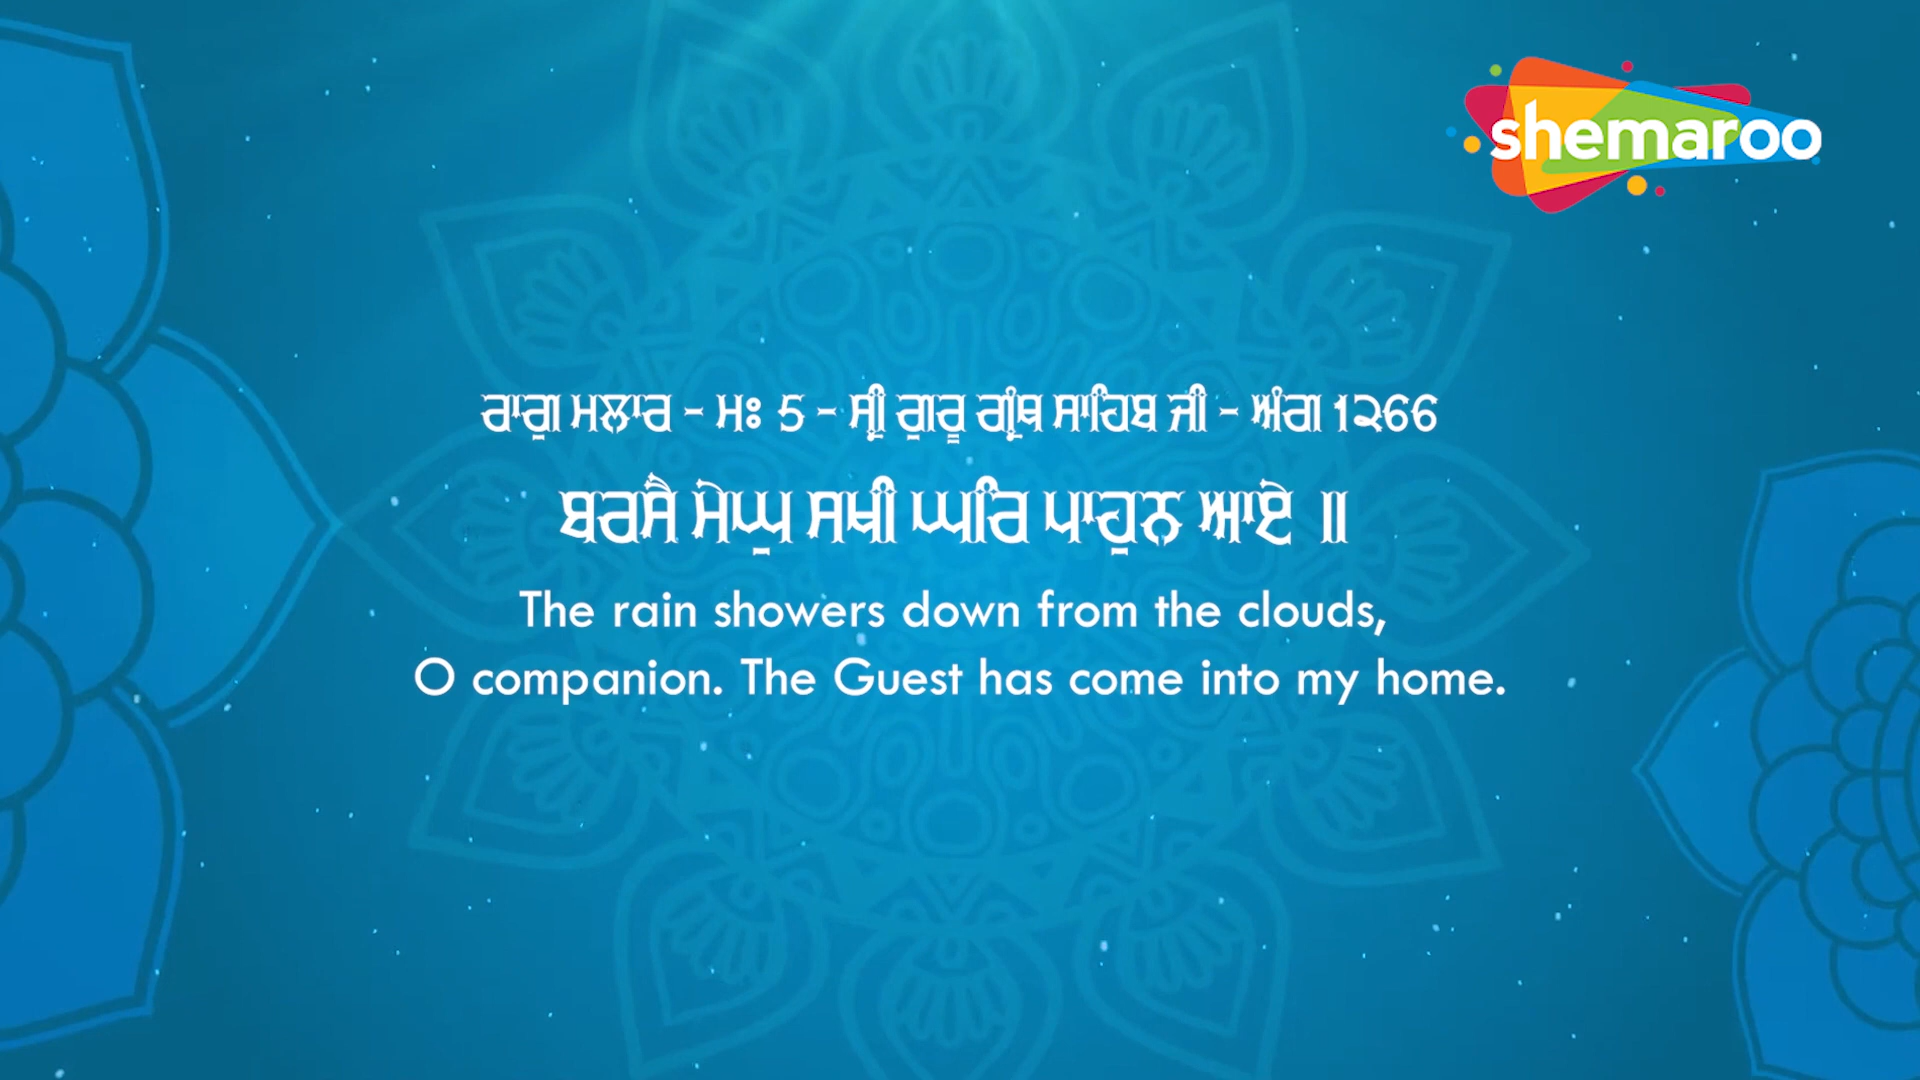 shemaroo
ਰਾਗੁ ਮਲਾਰ - ਮਃ 5 - ਸ੍ਰੀ ਗੁਰੂ ਗ੍ਰੰਥ ਸਾਹਿਬ ਜੀ - ਅੰਗ 1266
ਬਰਸੈ ਮੇਘੁ ਸਖੀ ਘਰਿ ਪਾਹੁਨ ਆਏ ॥
The rain showers down from the clouds,
O companion. The Guest has come into my home.